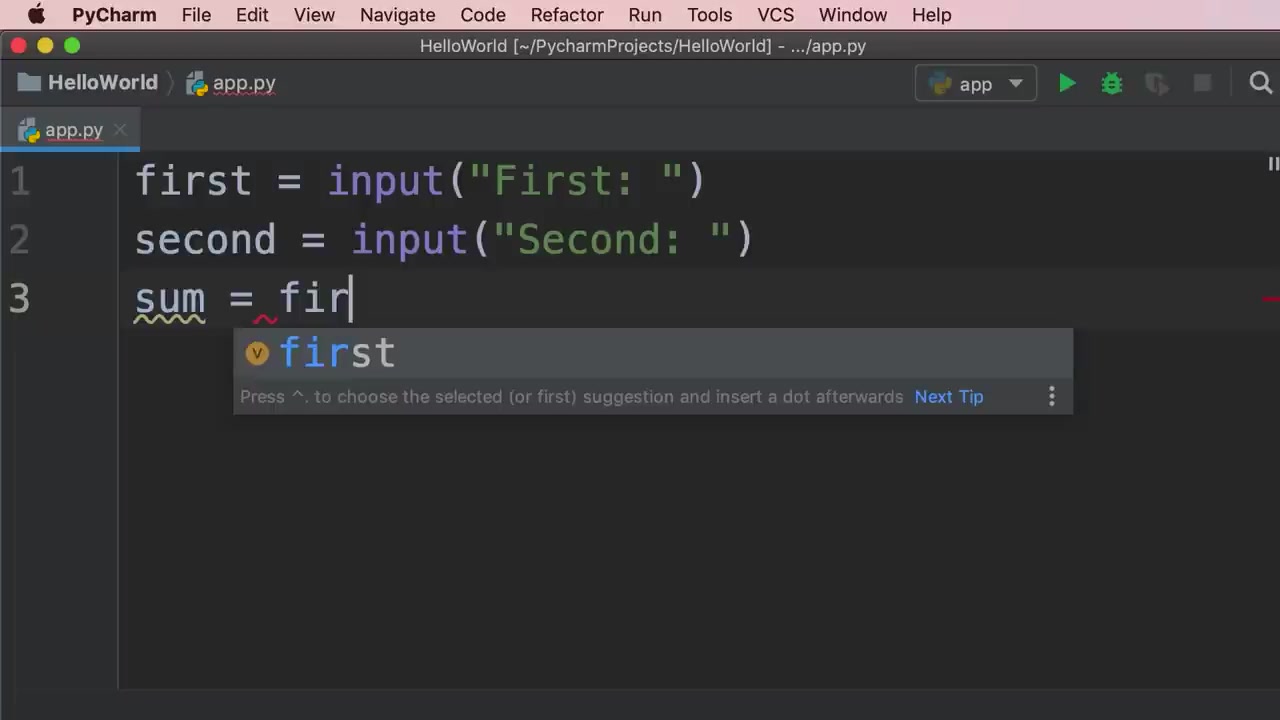 PyCharm File Edit View Navigate Code Refactor Run Tools VCS Window Help
HelloWorld [~/PycharmProjects/HelloWorld] - .../app.py
HelloWorld app.py app
app.py
1 first = input("First: ")
2 second = input("Second: ")
3 sum = fir
V first
Press ^. to choose the selected (or first) suggestion and insert a dot afterwards Next Tip